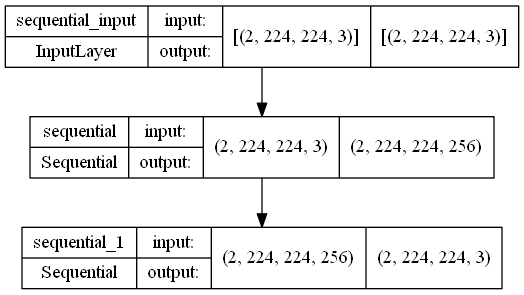 sequential_input input: [(2, 224, 224, 3)] [(2, 224, 224, 3)]
InputLayer output:
sequential input: (2, 224, 224, 3) (2, 224, 224, 256)
Sequential output:
sequential_1 input: (2, 224, 224, 256) (2, 224, 224, 3)
Sequential output: